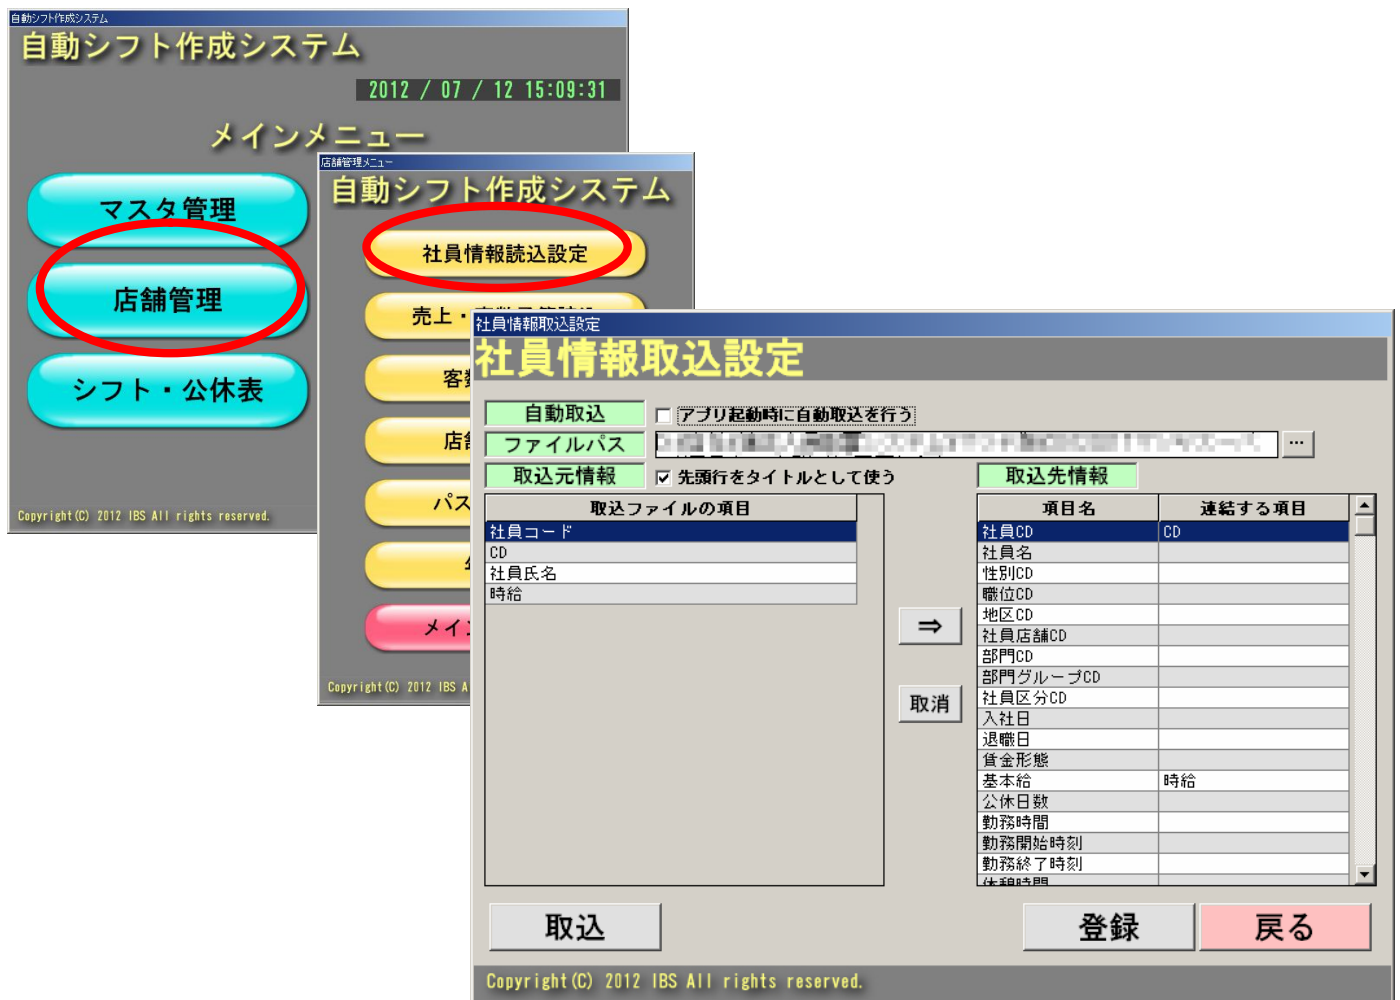 自動シフト作成システム
自動シフト作成システム
2012 / 07 / 12 15:09:31
メインメニュー
マスタ管理
店舗管理
シフト・公休表
Copyright(C) 2012 IBS All rights reserved.
店舗管理メニュー
自動シフト作成システム
社員情報読込設定
売上・
客
店
パス
メイ
Copyright(C) 2012 IBS A
社員情報取込設定
社員情報取込設定
自動取込 アプリ起動時に自動取込を行う
ファイルパス ...
取込元情報 先頭行をタイトルとして使う 取込先情報
取込ファイルの項目
社員コード
CD
社員氏名
時給
⇒
取消
項目名 連結する項目
社員CD CD
社員名
性別CD
職位CD
地区CD
社員店舗CD
部門CD
部門グループCD
社員区分CD
入社日
退職日
賃金形態
基本給 時給
公休日数
勤務時間
勤務開始時刻
勤務終了時刻
休憩時間
取込 登録 戻る
Copyright(C) 2012 IBS All rights reserved.